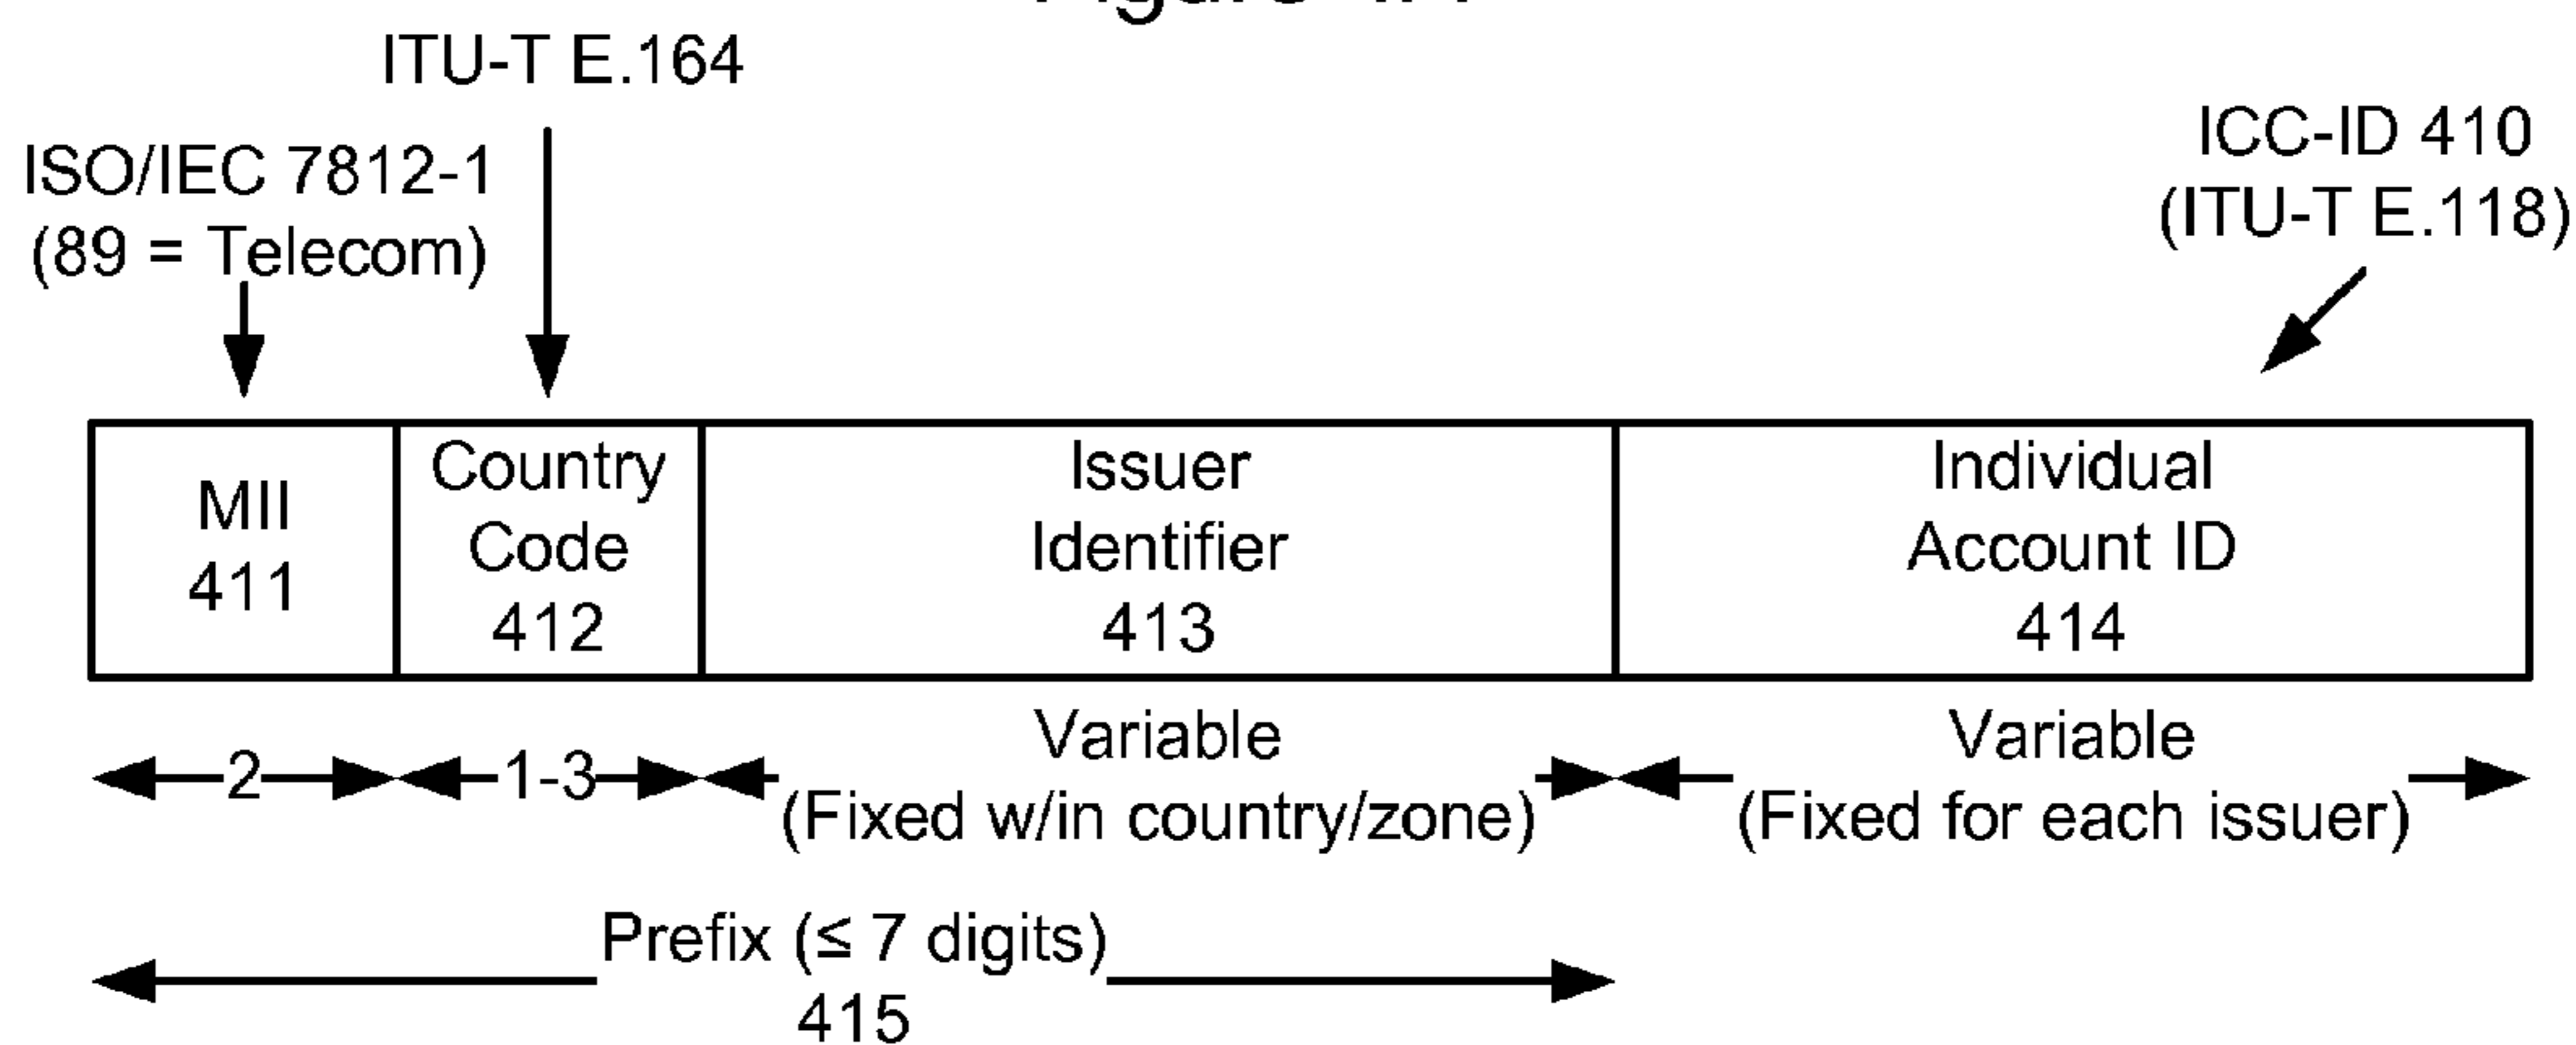 ITU-T E.164
ISO/IEC 7812-1
(89 = Telecom)
ICC-ID 410
(ITU-T E.118)
MII
411
Country
Code
412
Issuer
Identifier
413
Individual
Account ID
414
2
1-3
Variable
(Fixed w/in country/zone)
Variable
(Fixed for each issuer)
Prefix (≤ 7 digits)
415